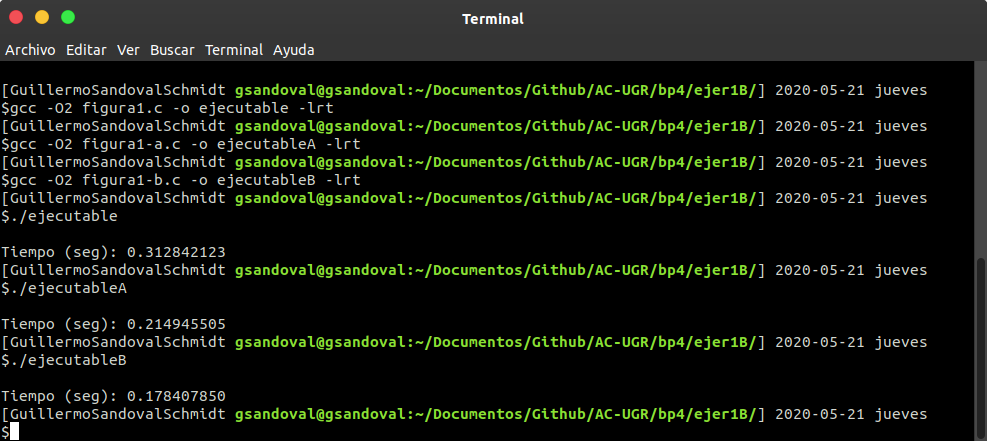 Terminal
Archivo Editar Ver Buscar Terminal Ayuda
[GuillermoSandovalSchmidt gsandoval@gsandoval:~/Documentos/Github/AC-UGR/bp4/ejer1B/] 2020-05-21 jueves
$gcc -O2 figura1.c -o ejecutable -lrt
[GuillermoSandovalSchmidt gsandoval@gsandoval:~/Documentos/Github/AC-UGR/bp4/ejer1B/] 2020-05-21 jueves
$gcc -O2 figura1-a.c -o ejecutableA -lrt
[GuillermoSandovalSchmidt gsandoval@gsandoval:~/Documentos/Github/AC-UGR/bp4/ejer1B/] 2020-05-21 jueves
$gcc -O2 figura1-b.c -o ejecutableB -lrt
[GuillermoSandovalSchmidt gsandoval@gsandoval:~/Documentos/Github/AC-UGR/bp4/ejer1B/] 2020-05-21 jueves
$./ejecutable
Tiempo (seg): 0.312842123
[GuillermoSandovalSchmidt gsandoval@gsandoval:~/Documentos/Github/AC-UGR/bp4/ejer1B/] 2020-05-21 jueves
$./ejecutableA
Tiempo (seg): 0.214945505
[GuillermoSandovalSchmidt gsandoval@gsandoval:~/Documentos/Github/AC-UGR/bp4/ejer1B/] 2020-05-21 jueves
$./ejecutableB
Tiempo (seg): 0.178407850
[GuillermoSandovalSchmidt gsandoval@gsandoval:~/Documentos/Github/AC-UGR/bp4/ejer1B/] 2020-05-21 jueves
$